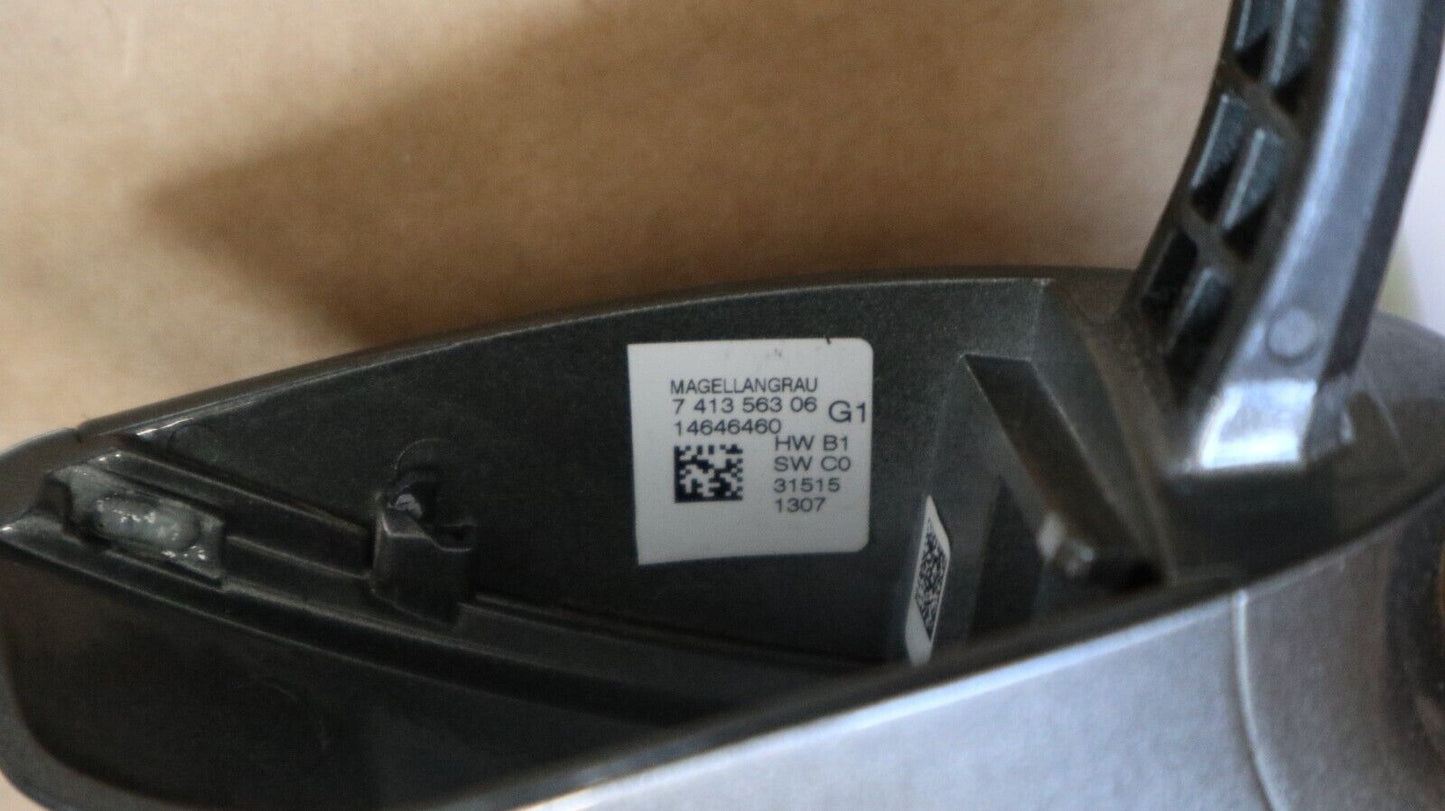 MAGELLANGRAU
7 413 563 06 G1
14646460
HW B1
SW C0
31515
1307